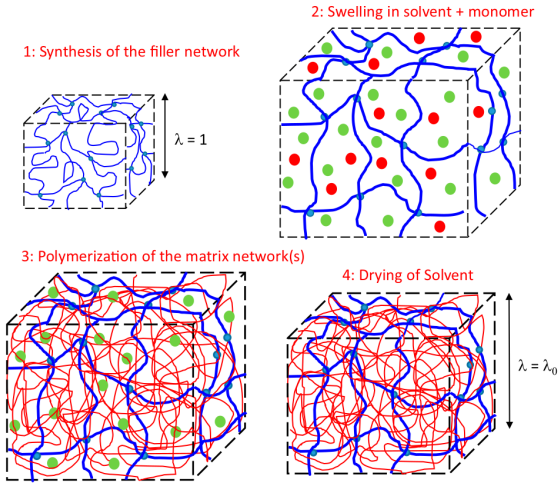 1: Synthesis of the filler network
λ = 1
2: Swelling in solvent + monomer
3: Polymerization of the matrix network(s)
4: Drying of Solvent
λ = λ₀